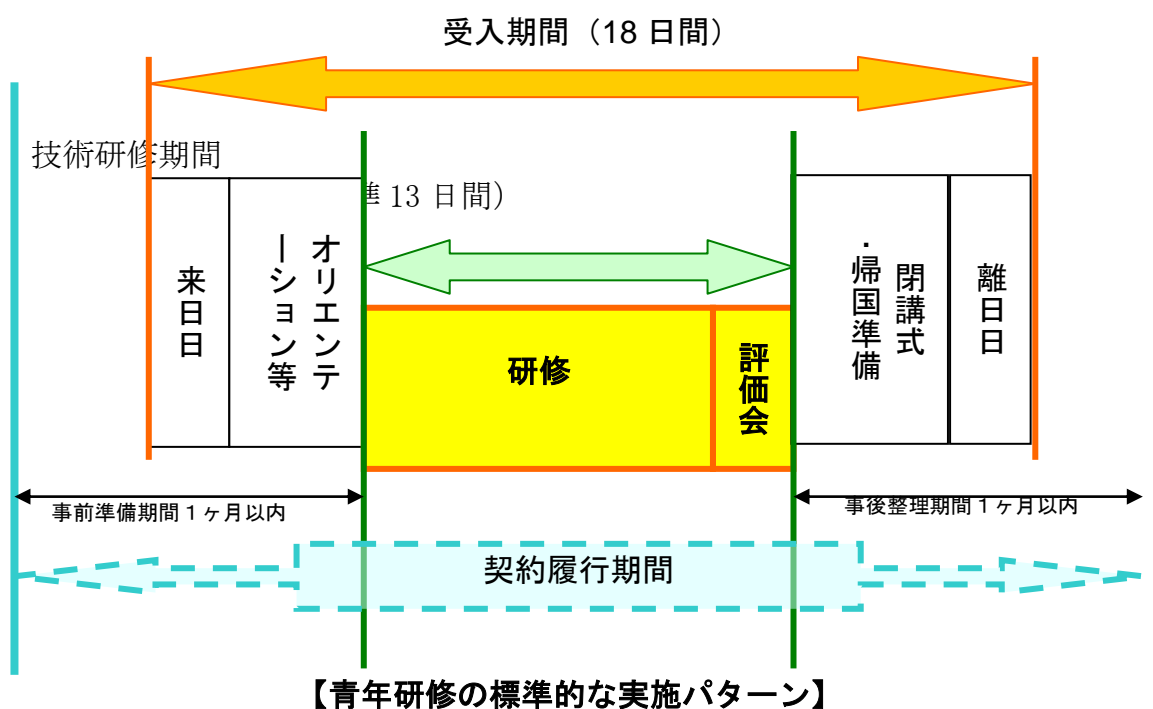 受入期間（18 日間）
技術研修期間
準 13 日間）
来日日
オリエンテ
ーション等
研修
評価会
閉講式
・帰国準備
離日日
事前準備期間１ヶ月以内
事後整理期間１ヶ月以内
契約履行期間
【青年研修の標準的な実施パターン】